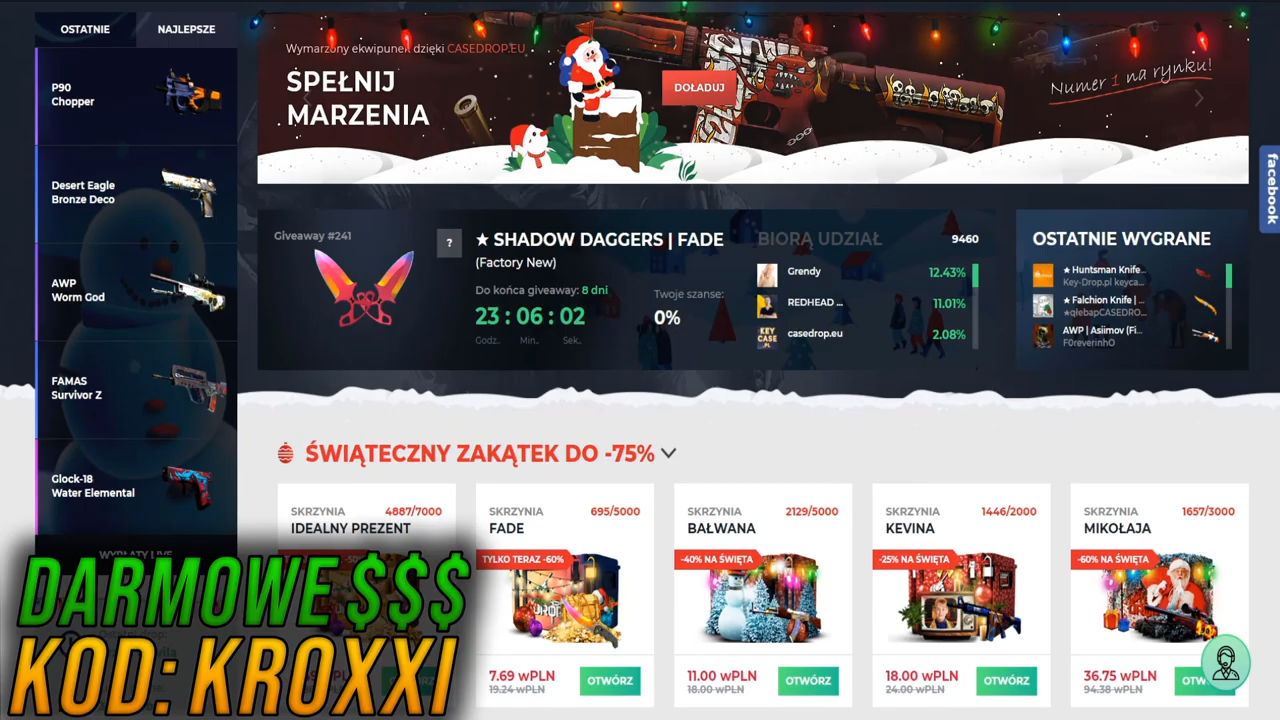 OSTATNIE
NAJLEPSZE
P90
Chopper
Desert Eagle
Bronze Deco
AWP
Worm God
FAMAS
Survivor Z
Glock-18
Water Elemental
WYPŁATY LIVE
Wymarzony ekwipunek dzięki CASEDROP.EU
SPEŁNIJ
MARZENIA
DOŁADUJ
Numer 1 na rynku!
facebook
Giveaway #241
?
★ SHADOW DAGGERS | FADE
(Factory New)
Do końca giveaway: 8 dni
23 : 06 : 02
Godz. Min. Sek.
Twoje szanse:
0%
BIORĄ UDZIAŁ 9460
Grendy 12.43%
REDHEAD ... 11.01%
casedrop.eu 2.08%
KEY
CASE
.PL
OSTATNIE WYGRANE
★ Huntsman Knife...
Key-Drop.pl keyca...
★ Falchion Knife | ...
★qlebapCASEDRO...
AWP | Asiimov (Fi...
F0reverinhO
ŚWIĄTECZNY ZAKĄTEK DO -75%
SKRZYNIA 4887/7000
IDEALNY PREZENT
SKRZYNIA 695/5000
FADE
TYLKO TERAZ -60%
7.69 wPLN
19.24 wPLN
OTWÓRZ
SKRZYNIA 2129/5000
BAŁWANA
-40% NA ŚWIĘTA
11.00 wPLN
18.00 wPLN
OTWÓRZ
SKRZYNIA 1446/2000
KEVINA
-25% NA ŚWIĘTA
18.00 wPLN
24.00 wPLN
OTWÓRZ
SKRZYNIA 1657/3000
MIKOŁAJA
-60% NA ŚWIĘTA
36.75 wPLN
94.38 wPLN
DARMOWE $$$
KOD: KROXXI